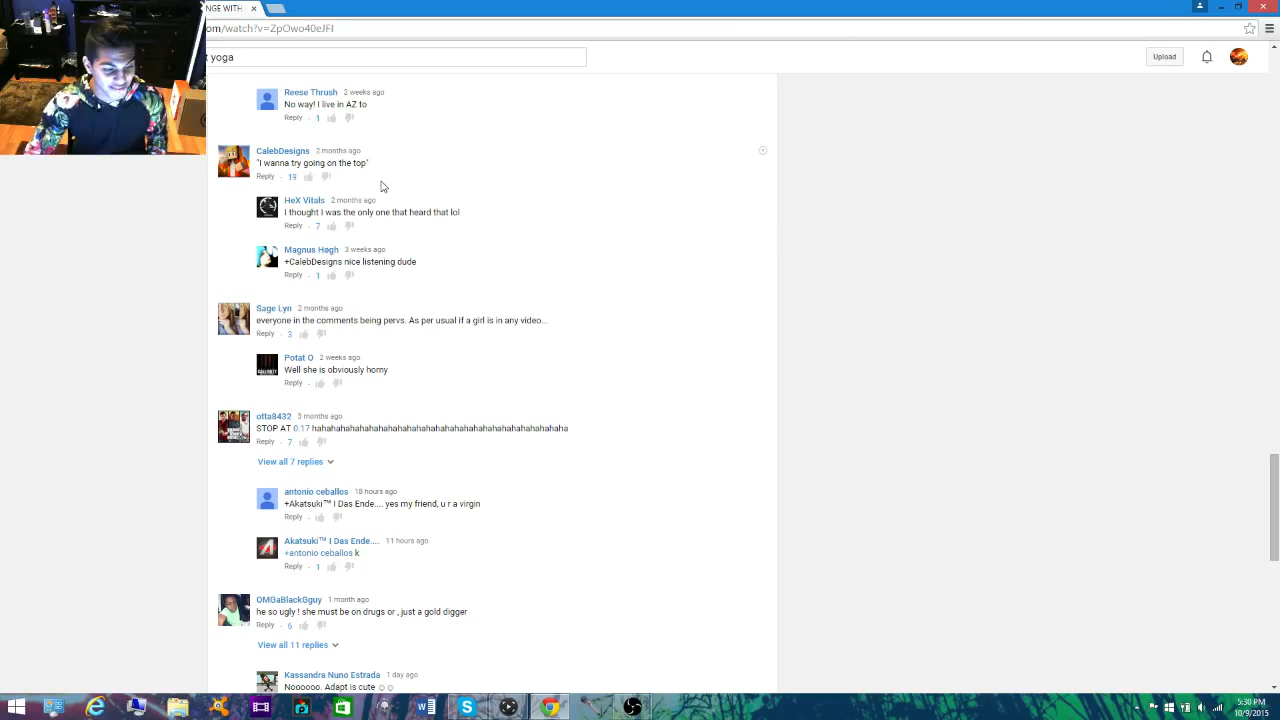 NGE WITH
om/watch?v=ZpOwo40eJFI
t yoga
Upload
Reese Thrush 2 weeks ago
No way! I live in AZ to
Reply · 1
CalebDesigns 2 months ago
"I wanna try going on the top"
Reply · 19
HeX Vitals 2 months ago
I thought I was the only one that heard that lol
Reply · 7
Magnus Høgh 3 weeks ago
+CalebDesigns nice listening dude
Reply · 1
Sage Lyn 2 months ago
everyone in the comments being pervs. As per usual if a girl is in any video...
Reply · 3
Potat O 2 weeks ago
Well she is obviously horny
Reply ·
otta8432 3 months ago
STOP AT 0:17 hahahahahahahahahahahahahahahahahahahahahahaha
Reply · 7
View all 7 replies
antonio ceballos 18 hours ago
+Akatsuki™ I Das Ende.... yes my friend, u r a virgin
Reply ·
Akatsuki™ I Das Ende.... 11 hours ago
+antonio ceballos k
Reply · 1
OMGaBlackGguy 1 month ago
he so ugly ! she must be on drugs or , just a gold digger
Reply · 6
View all 11 replies
Kassandra Nuno Estrada 1 day ago
Noooooo. Adapt is cute ☺☺
5:30 PM
10/9/2015